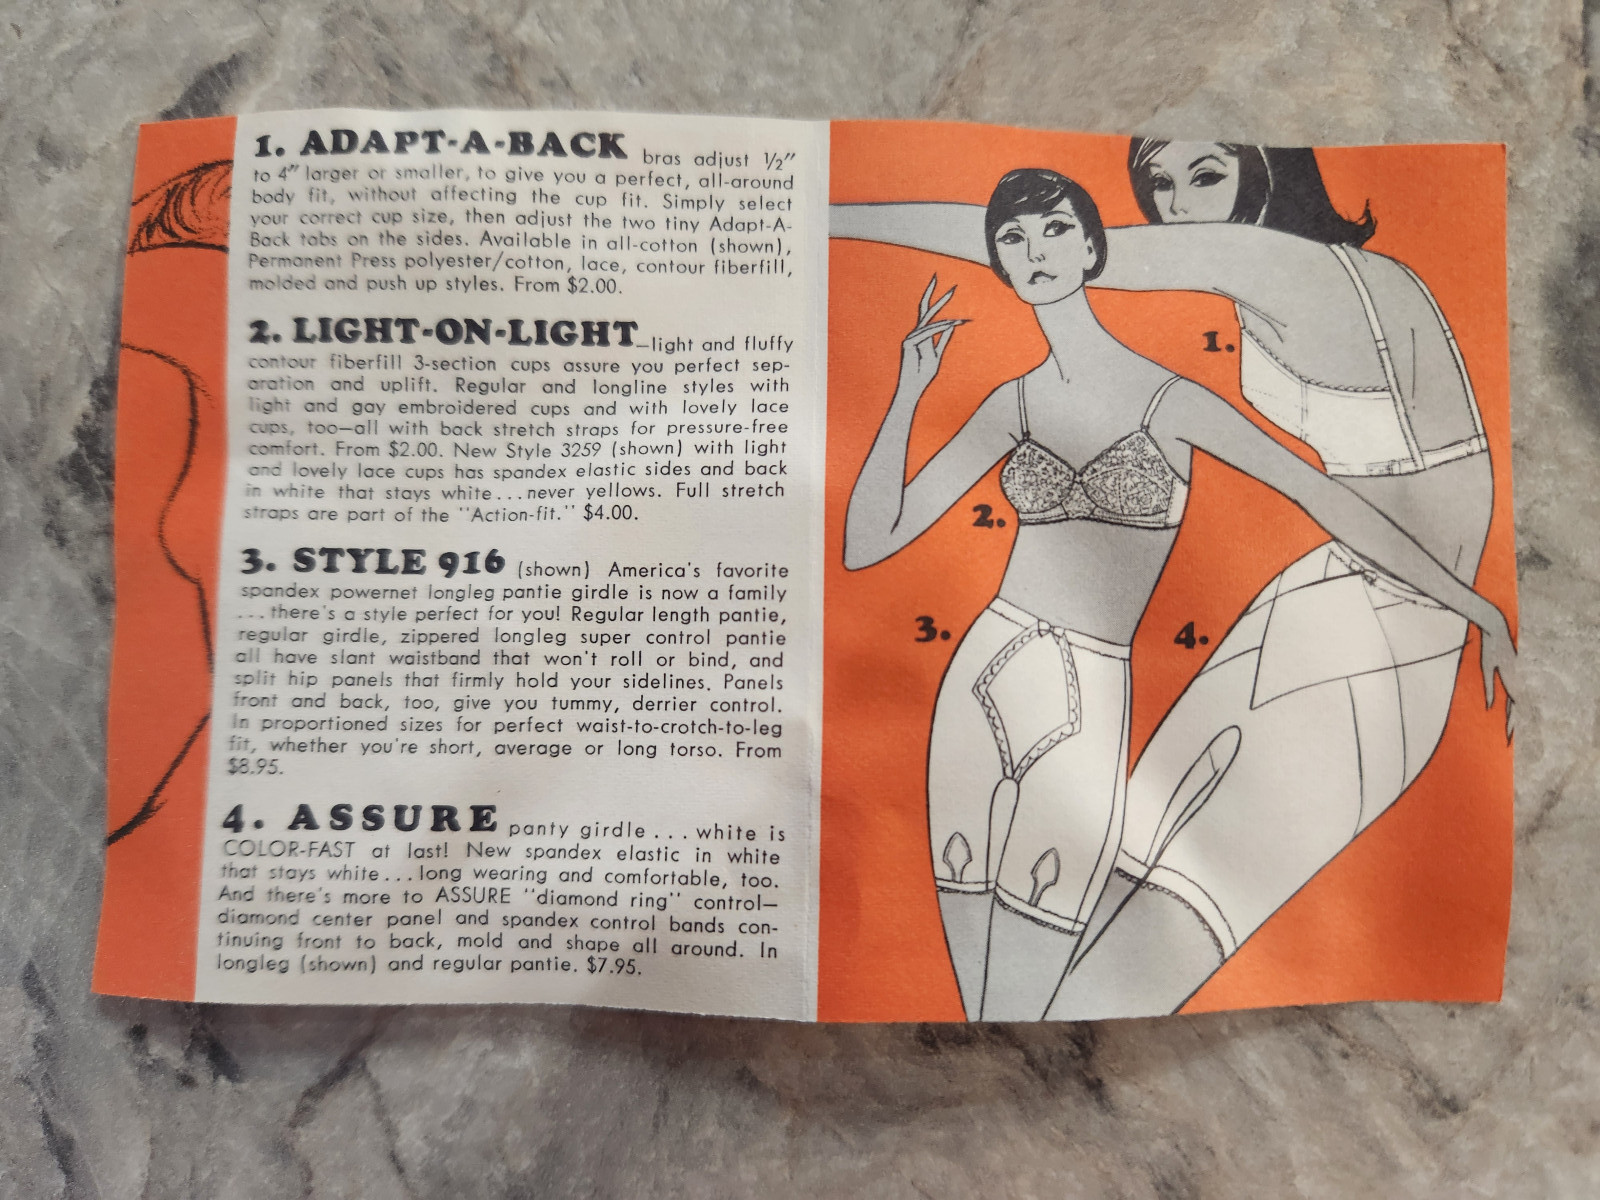 1. ADAPT-A-BACK bras adjust 1/2"
to 4" larger or smaller, to give you a perfect, all-around
body fit, without affecting the cup fit. Simply select
your correct cup size, then adjust the two tiny Adapt-A-
Back tabs on the sides. Available in all-cotton (shown),
Permanent Press polyester/cotton, lace, contour fiberfill,
molded and push up styles. From $2.00.
2. LIGHT-ON-LIGHT—light and fluffy
contour fiberfill 3-section cups assure you perfect sep-
aration and uplift. Regular and longline styles with
light and gay embroidered cups and with lovely lace
cups, too—all with back stretch straps for pressure-free
comfort. From $2.00. New Style 3259 (shown) with light
and lovely lace cups has spandex elastic sides and back
in white that stays white...never yellows. Full stretch
straps are part of the "Action-fit." $4.00.
3. STYLE 916 (shown) America's favorite
spandex powernet longleg pantie girdle is now a family
...there's a style perfect for you! Regular length pantie,
regular girdle, zippered longleg super control pantie
all have slant waistband that won't roll or bind, and
split hip panels that firmly hold your sidelines. Panels
front and back, too, give you tummy, derrier control.
In proportioned sizes for perfect waist-to-crotch-to-leg
fit, whether you're short, average or long torso. From
$8.95.
4. ASSURE panty girdle ... white is
COLOR-FAST at last! New spandex elastic in white
that stays white...long wearing and comfortable, too.
And there's more to ASSURE "diamond ring" control—
diamond center panel and spandex control bands con-
tinuing front to back, mold and shape all around. In
longleg (shown) and regular pantie. $7.95.
1.
2.
3.
4.